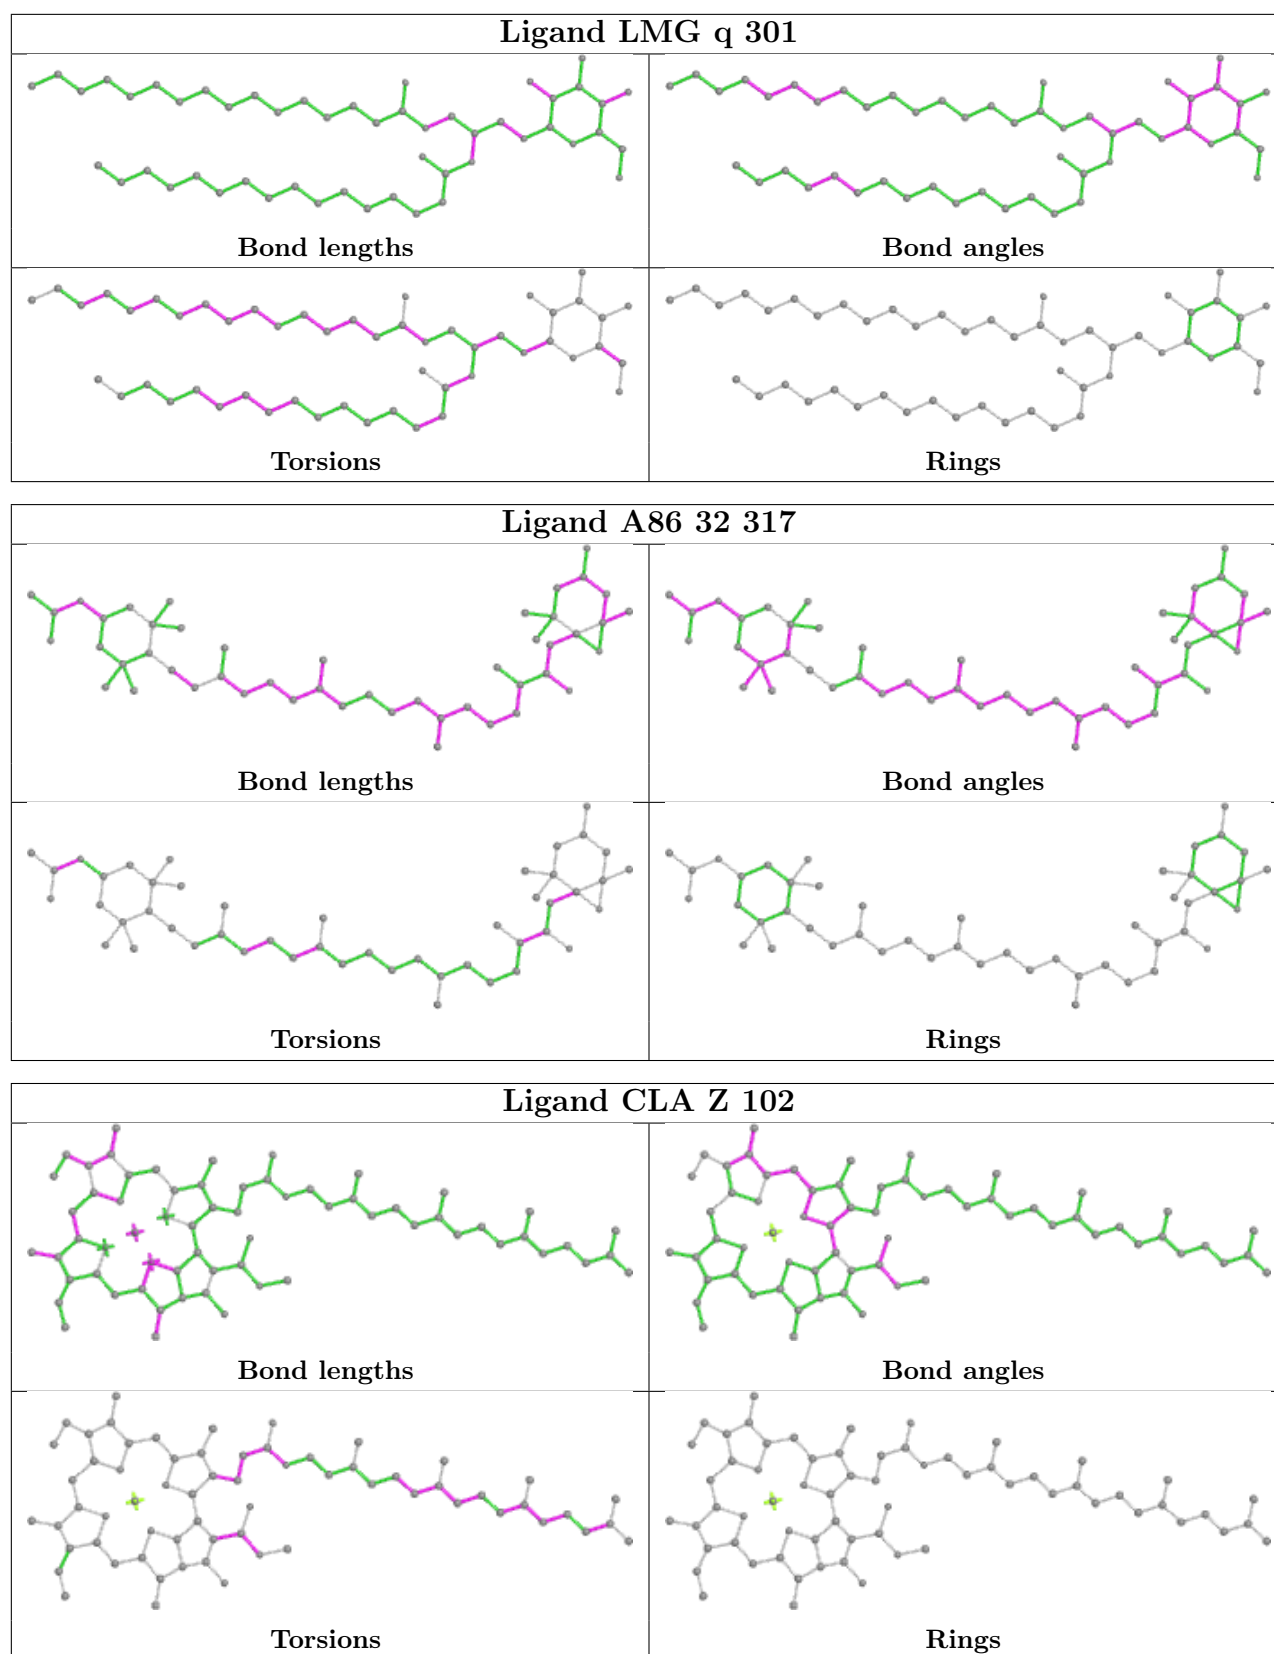 Ligand LMG q 301
Bond lengths
Bond angles
Torsions
Rings
Ligand A86 32 317
Bond lengths
Bond angles
Torsions
Rings
Ligand CLA Z 102
Bond lengths
Bond angles
Torsions
Rings